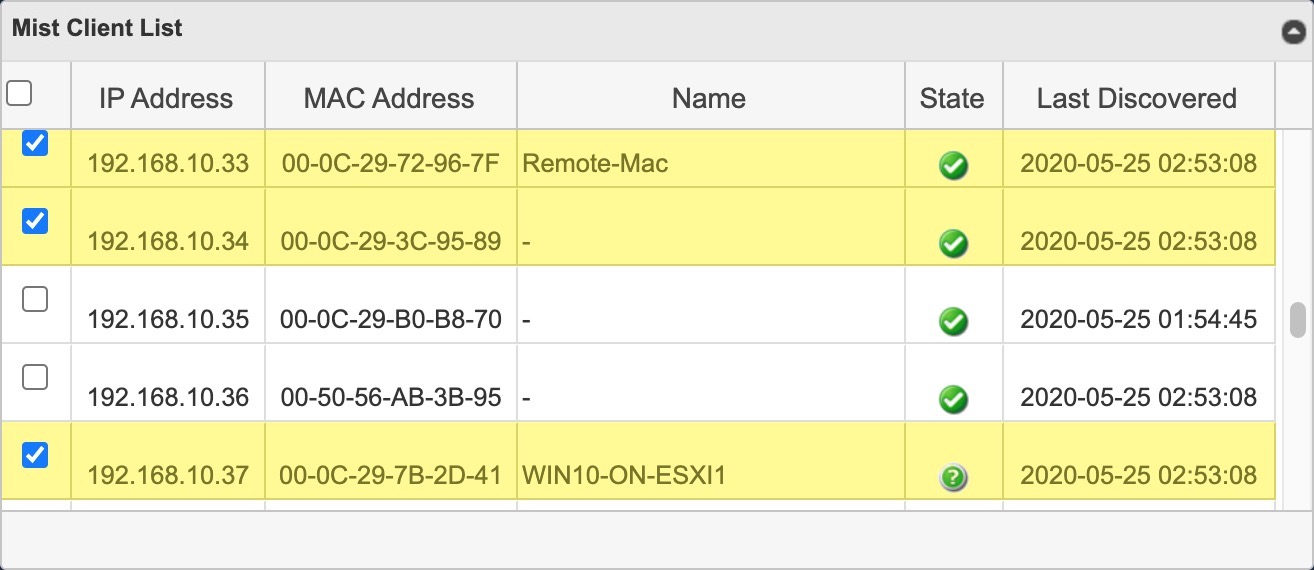 Mist Client List
IP Address MAC Address Name State Last Discovered
192.168.10.33 00-0C-29-72-96-7F Remote-Mac 2020-05-25 02:53:08
192.168.10.34 00-0C-29-3C-95-89 - 2020-05-25 02:53:08
192.168.10.35 00-0C-29-B0-B8-70 - 2020-05-25 01:54:45
192.168.10.36 00-50-56-AB-3B-95 - 2020-05-25 02:53:08
192.168.10.37 00-0C-29-7B-2D-41 WIN10-ON-ESXI1 ? 2020-05-25 02:53:08